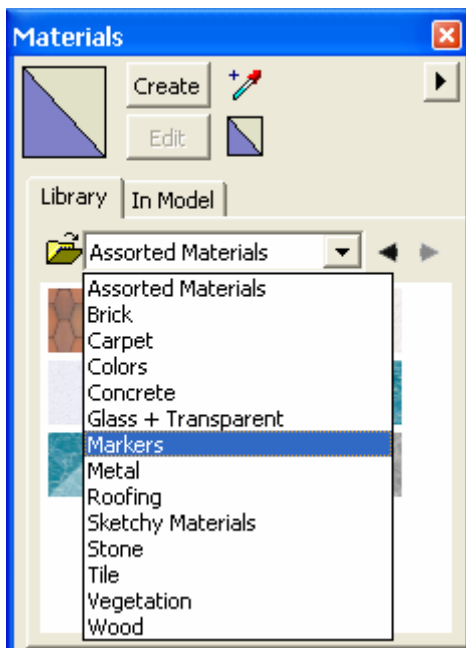 Materials
Create
Edit
Library In Model
Assorted Materials
Assorted Materials
Brick
Carpet
Colors
Concrete
Glass + Transparent
Markers
Metal
Roofing
Sketchy Materials
Stone
Tile
Vegetation
Wood